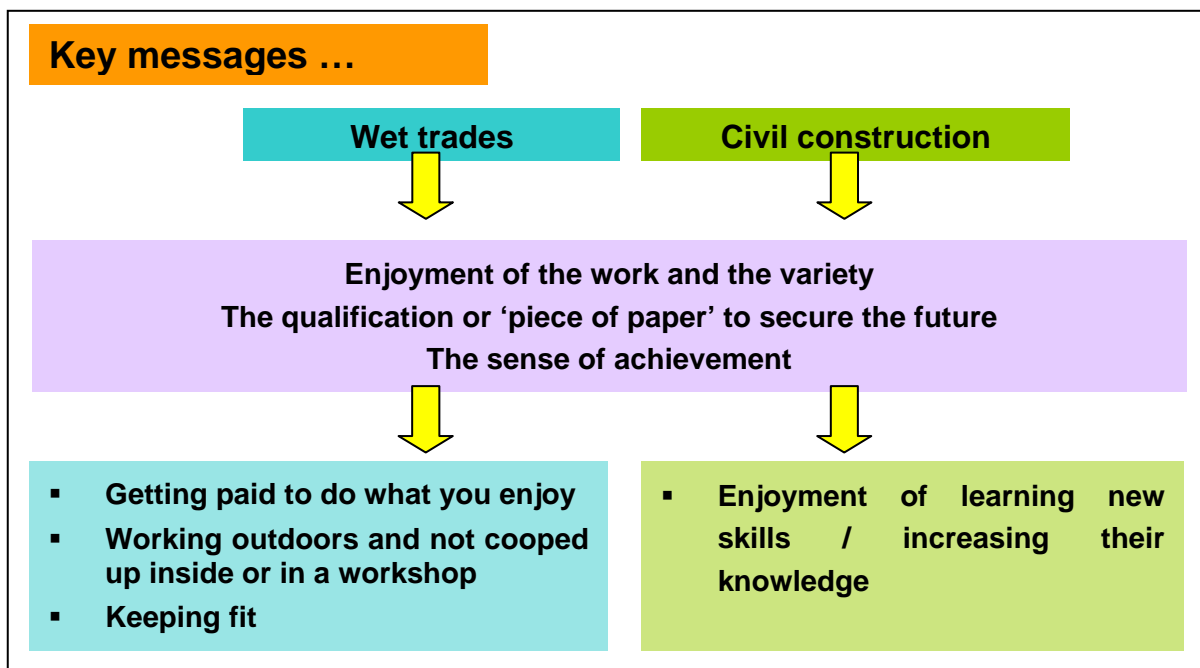 Key messages …
Wet trades
Civil construction
Enjoyment of the work and the variety
The qualification or ‘piece of paper’ to secure the future
The sense of achievement
▪ Getting paid to do what you enjoy
▪ Working outdoors and not cooped
up inside or in a workshop
▪ Keeping fit
▪ Enjoyment of learning new
skills / increasing their
knowledge